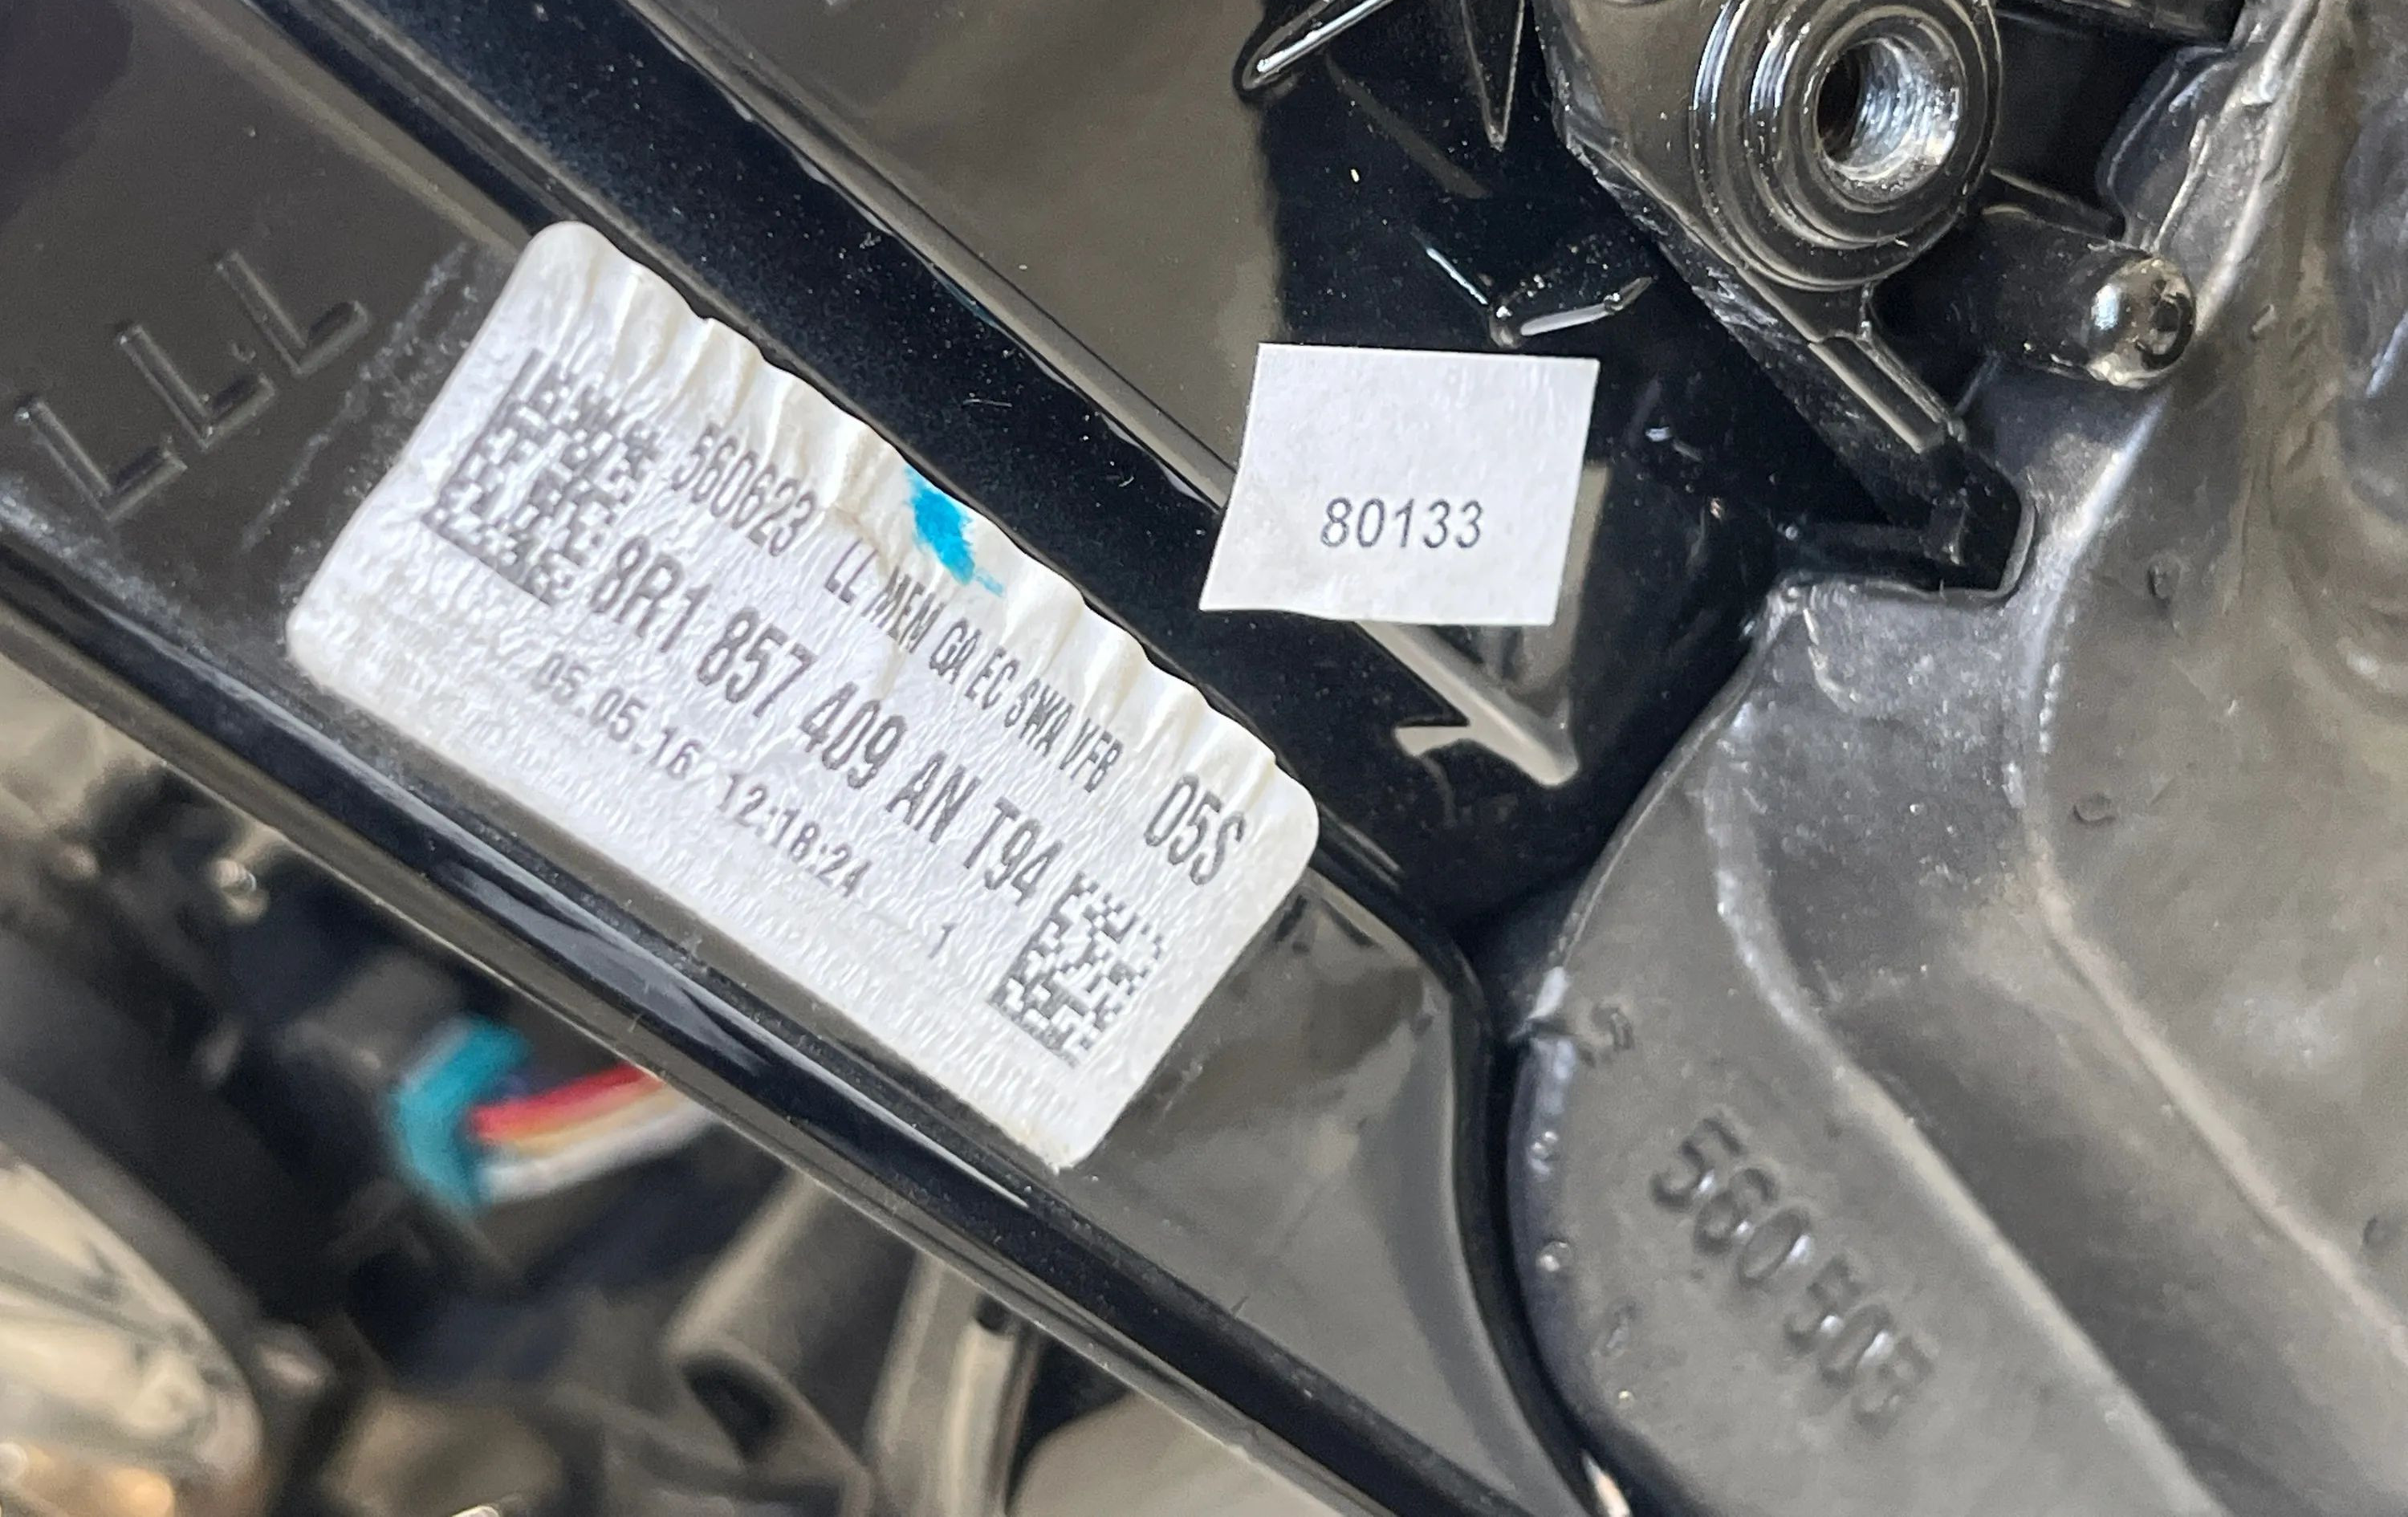 LLL
560623 LL MEM GA EC SWA VFB 05S
8R1 857 409 AN T94
05.05.16 12:18:24 1
80133
560 503